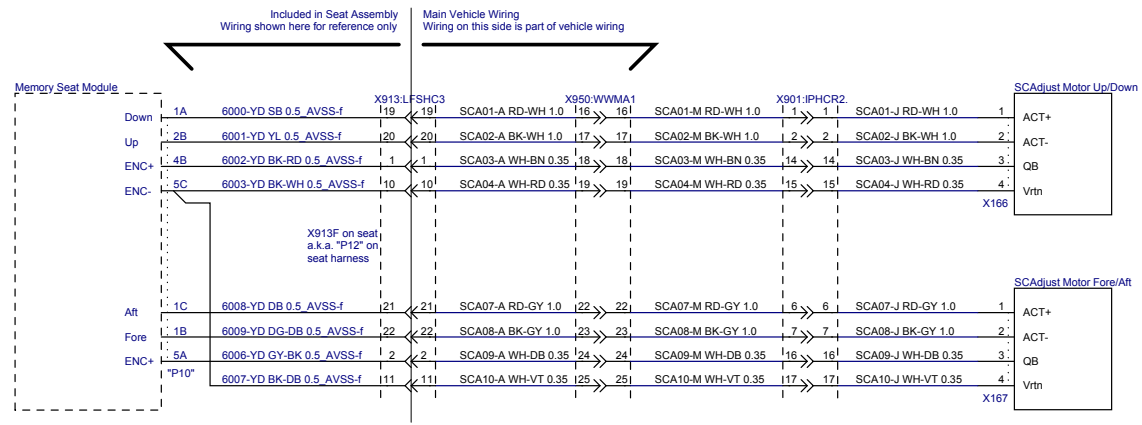 Included in Seat Assembly
Wiring shown here for reference only
Main Vehicle Wiring
Wiring on this side is part of vehicle wiring
Memory Seat Module
X913:LFSHC3
X950:WWMA1
X901:IPHCR2.
SCAdjust Motor Up/Down
Down 1A 6000-YD SB 0.5_AVSS-f 19 19 SCA01-A RD-WH 1.0 16 16 SCA01-M RD-WH 1.0 1 1 SCA01-J RD-WH 1.0 1 ACT+
Up 2B 6001-YD YL 0.5_AVSS-f 20 20 SCA02-A BK-WH 1.0 17 17 SCA02-M BK-WH 1.0 2 2 SCA02-J BK-WH 1.0 2 ACT-
ENC+ 4B 6002-YD BK-RD 0.5_AVSS-f 1 1 SCA03-A WH-BN 0.35 18 18 SCA03-M WH-BN 0.35 14 14 SCA03-J WH-BN 0.35 3 QB
ENC- 5C 6003-YD BK-WH 0.5_AVSS-f 10 10 SCA04-A WH-RD 0.35 19 19 SCA04-M WH-RD 0.35 15 15 SCA04-J WH-RD 0.35 4 Vrtn
X166
X913F on seat
a.k.a. "P12" on
seat harness
SCAdjust Motor Fore/Aft
Aft 1C 6008-YD DB 0.5_AVSS-f 21 21 SCA07-A RD-GY 1.0 22 22 SCA07-M RD-GY 1.0 6 6 SCA07-J RD-GY 1.0 1 ACT+
Fore 1B 6009-YD DG-DB 0.5_AVSS-f 22 22 SCA08-A BK-GY 1.0 23 23 SCA08-M BK-GY 1.0 7 7 SCA08-J BK-GY 1.0 2 ACT-
ENC+ 5A 6006-YD GY-BK 0.5_AVSS-f 2 2 SCA09-A WH-DB 0.35 24 24 SCA09-M WH-DB 0.35 16 16 SCA09-J WH-DB 0.35 3 QB
"P10" 6007-YD BK-DB 0.5_AVSS-f 11 11 SCA10-A WH-VT 0.35 25 25 SCA10-M WH-VT 0.35 17 17 SCA10-J WH-VT 0.35 4 Vrtn
X167